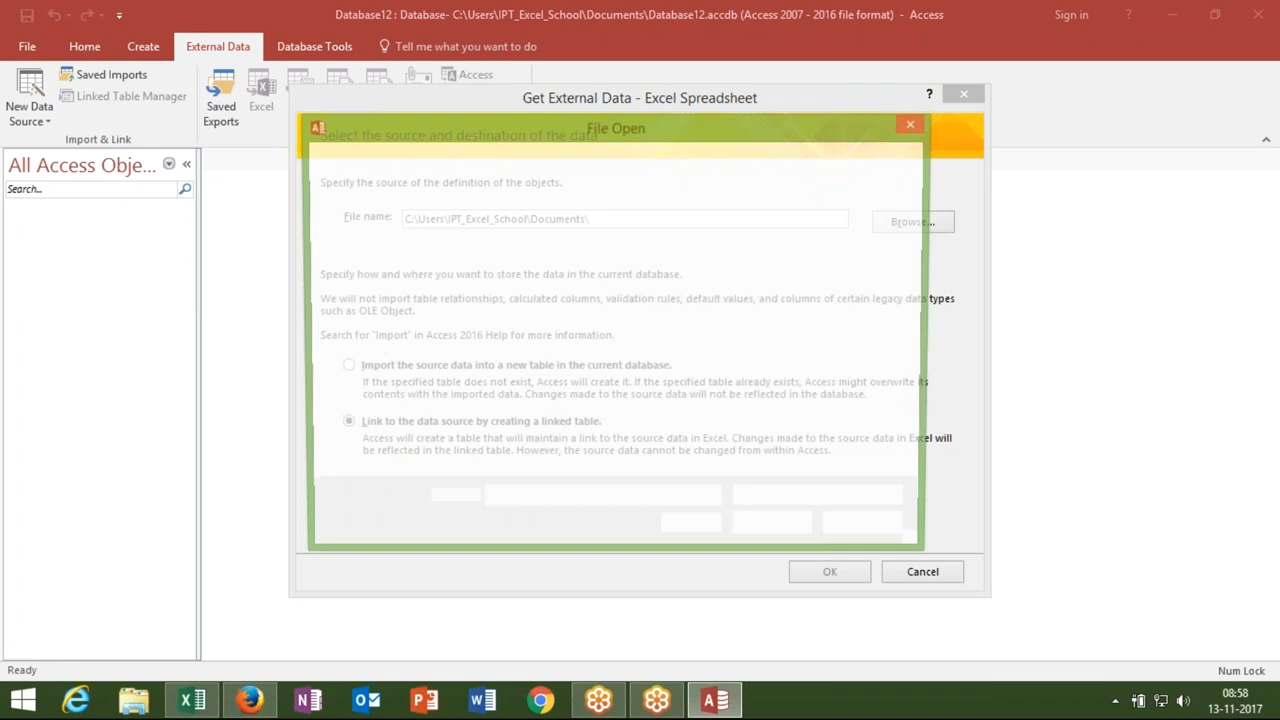 Database12 : Database- C:\Users\IPT_Excel_School\Documents\Database12.accdb (Access 2007 - 2016 file format) - Access
Sign in
?
File
Home
Create
External Data
Database Tools
Tell me what you want to do
New Data Source
Saved Imports
Linked Table Manager
Import & Link
Saved Exports
Excel
Access
All Access Obje...
Search...
Get External Data - Excel Spreadsheet
?
File Open
Select the source and destination of the data
Specify the source of the definition of the objects.
File name:
C:\Users\IPT_Excel_School\Documents\
Browse...
Specify how and where you want to store the data in the current database.
We will not import table relationships, calculated columns, validation rules, default values, and columns of certain legacy data types
such as OLE Object.
Search for "Import" in Access 2016 Help for more information.
Import the source data into a new table in the current database.
If the specified table does not exist, Access will create it. If the specified table already exists, Access might overwrite its
contents with the imported data. Changes made to the source data will not be reflected in the database.
Link to the data source by creating a linked table.
Access will create a table that will maintain a link to the source data in Excel. Changes made to the source data in Excel will
be reflected in the linked table. However, the source data cannot be changed from within Access.
OK
Cancel
Ready
Num Lock
08:58
13-11-2017